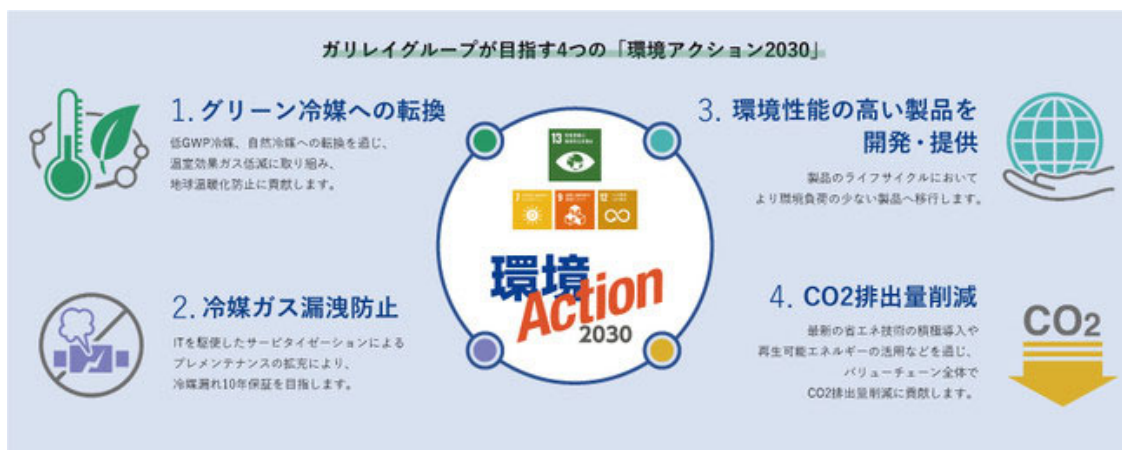 ガリレイグループが目指す4つの「環境アクション2030」
1. グリーン冷媒への転換
低GWP冷媒、自然冷媒への転換を通じ、
温室効果ガス低減に取り組み、
地球温暖化防止に貢献します。
2. 冷媒ガス漏洩防止
ITを駆使したサービタイゼーションによる
プレメンテナンスの拡充により、
冷媒漏れ10年保証を目指します。
13
7
9
12
環境
Action
2030
3. 環境性能の高い製品を
開発・提供
製品のライフサイクルにおいて
より環境負荷の少ない製品へ移行します。
4. CO2排出量削減
最新の省エネ技術の積極導入や
再生可能エネルギーの活用などを通じ、
バリューチェーン全体で
CO2排出量削減に貢献します。
CO2